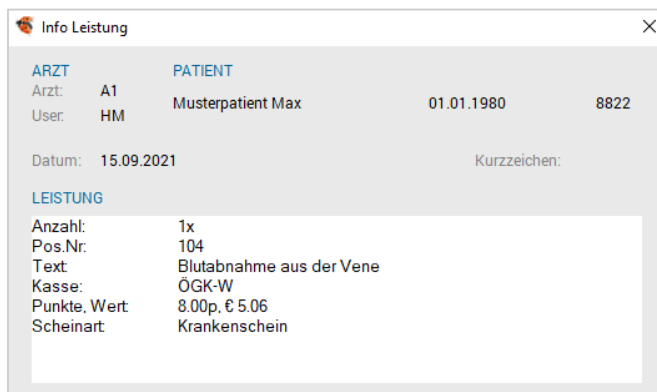 Info Leistung
ARZT PATIENT
Arzt: A1
Musterpatient Max 01.01.1980 8822
User: HM
Datum: 15.09.2021 Kurzzeichen:
LEISTUNG
Anzahl: 1x
Pos.Nr: 104
Text: Blutabnahme aus der Vene
Kasse: ÖGK-W
Punkte, Wert: 8.00p, € 5.06
Scheinart: Krankenschein